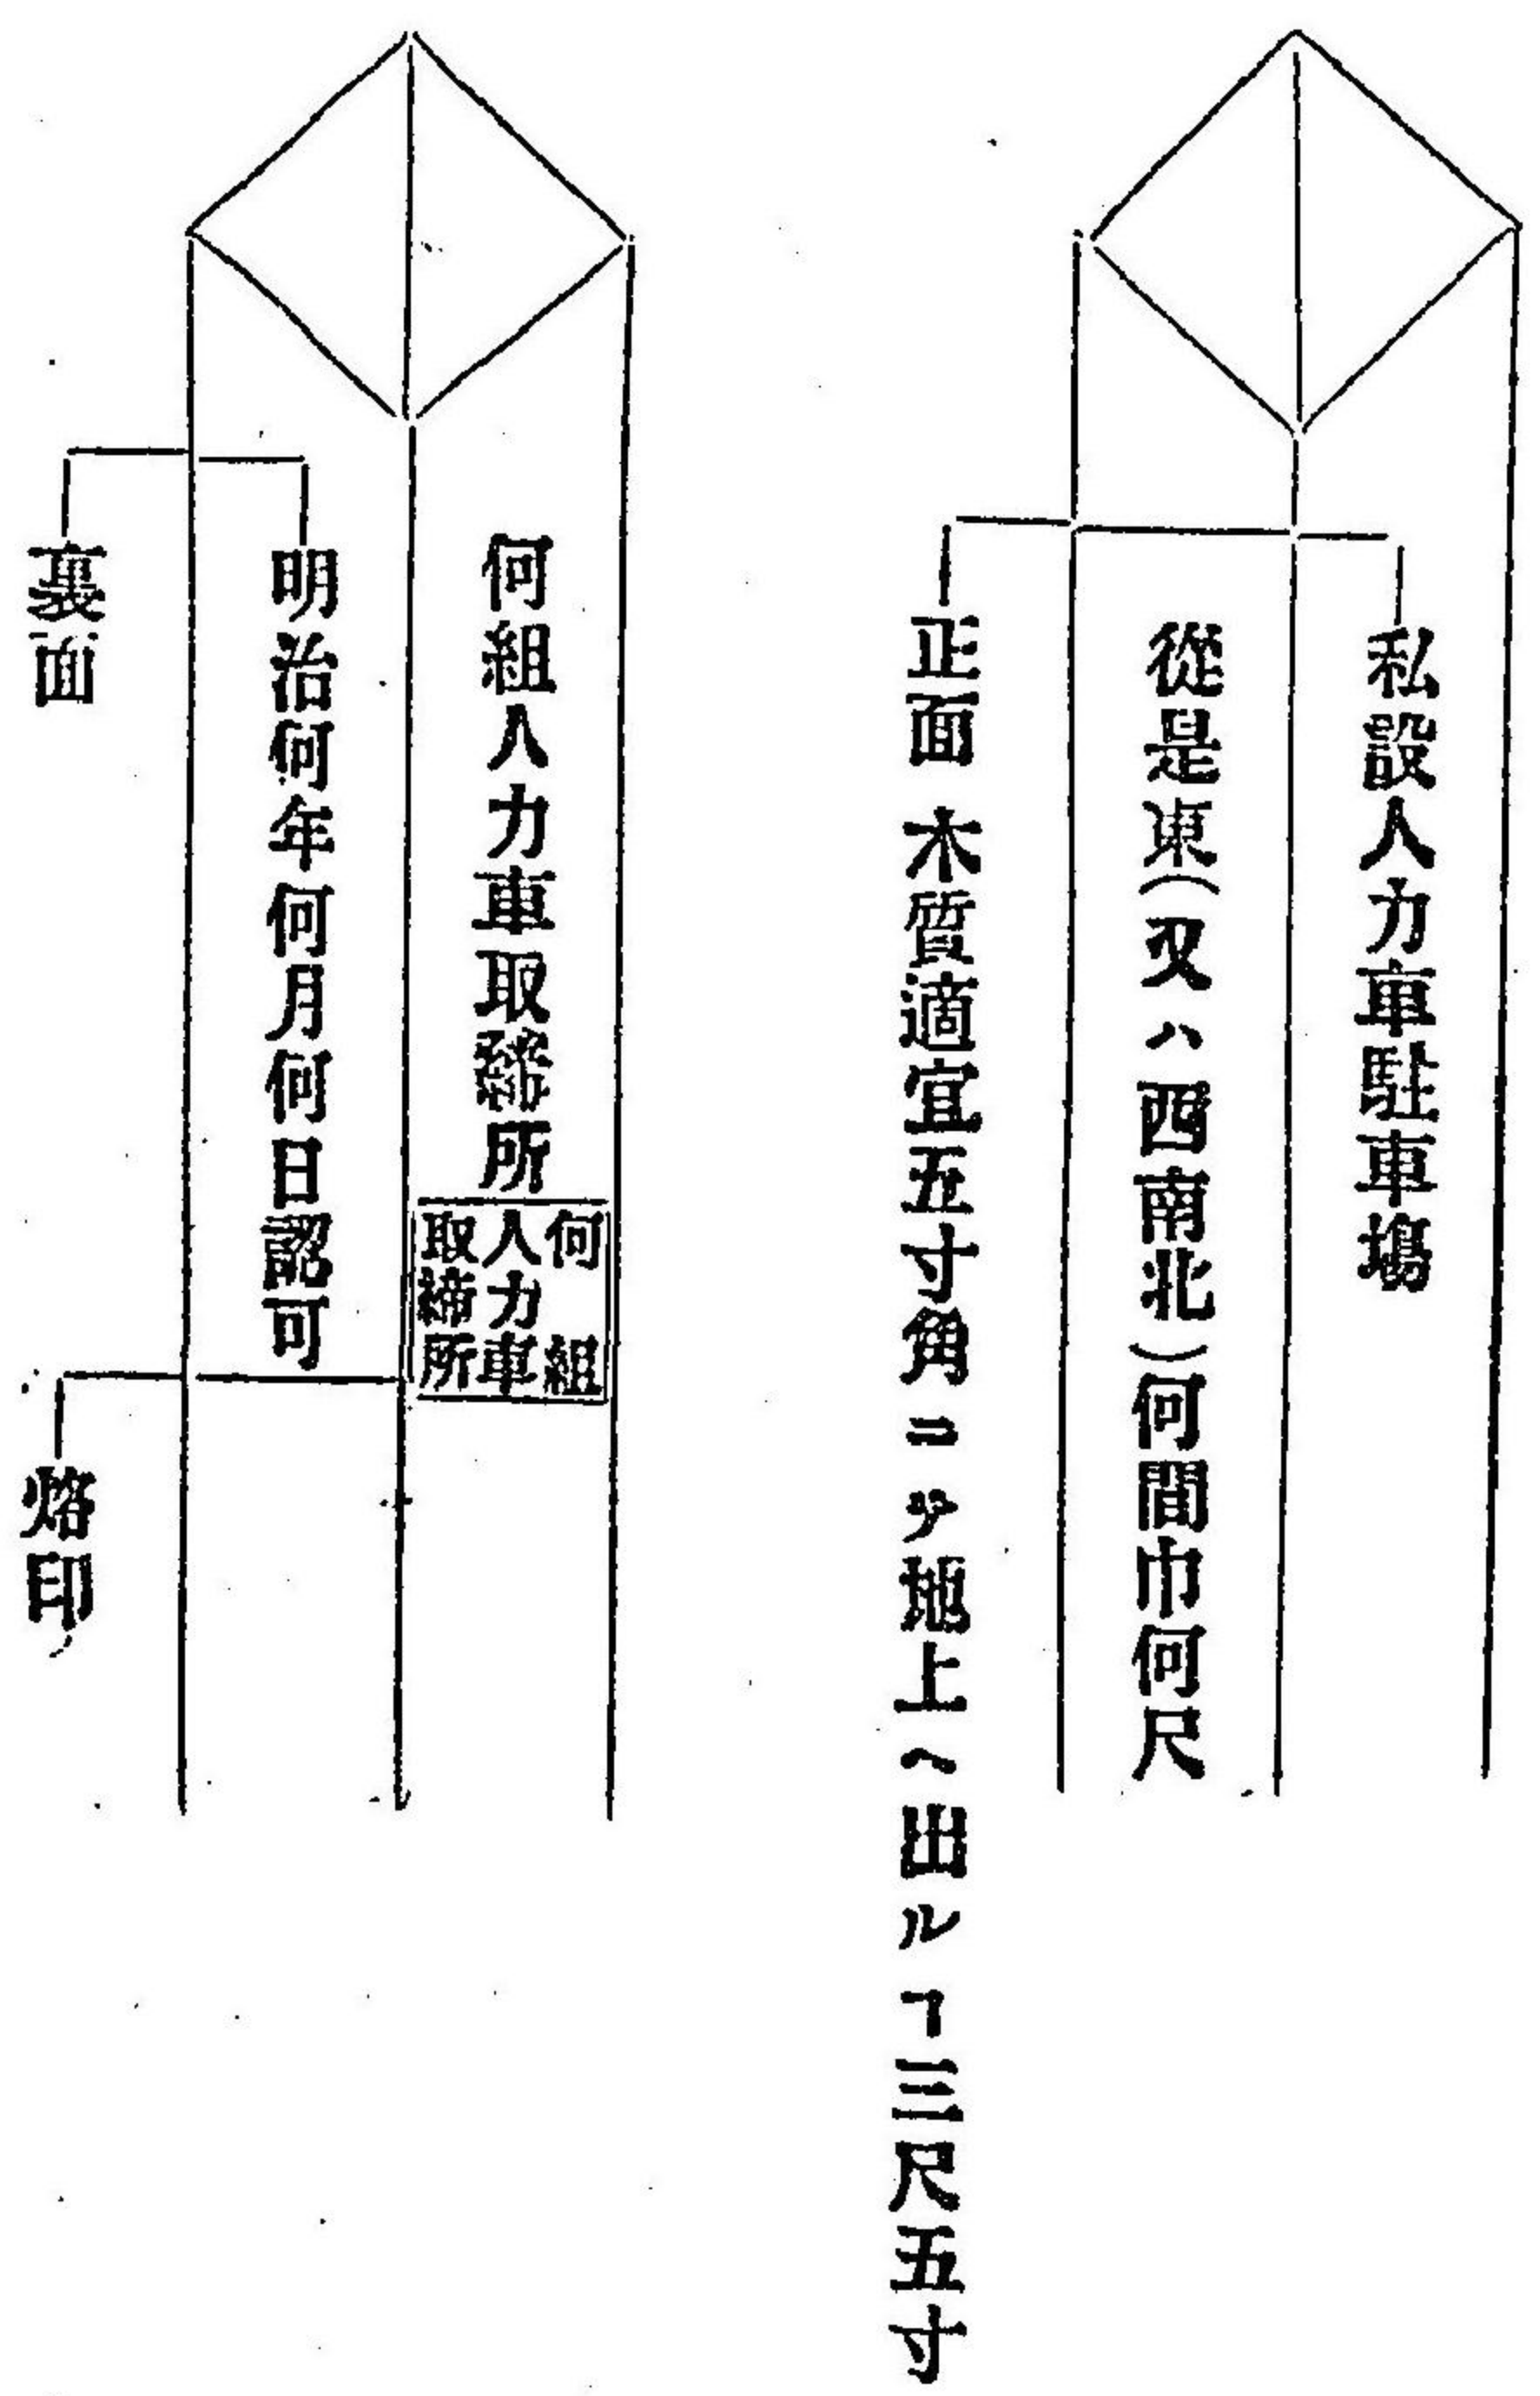 私設人力車駐車塲
從是東(又ハ西南北)何間巾何尺
正面 木質適宜五寸角ニシテ地上ヘ出ルヿ三尺五寸
何組人力車取締所
何組
人力車
取締所
明治何年何月何日認可
裏面
烙印